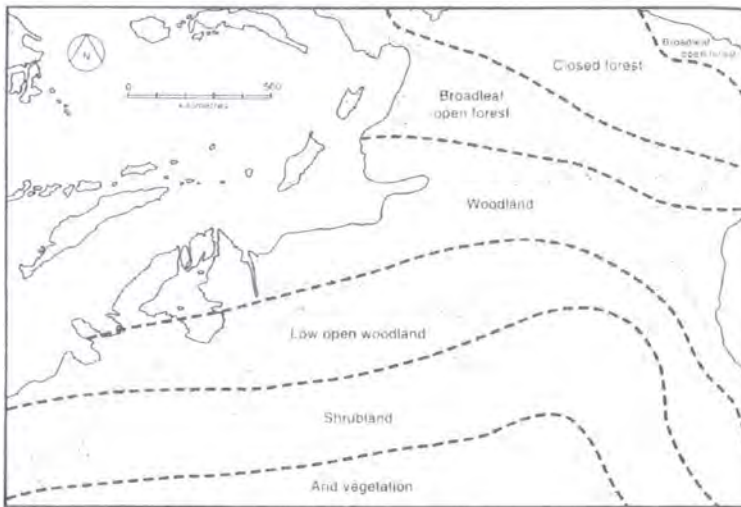 Closed forest
Broadleaf
open forest
N
0
500
kilometres
Broadleaf
open forest
Woodland
Low open woodland
Shrubland
Arid vegetation